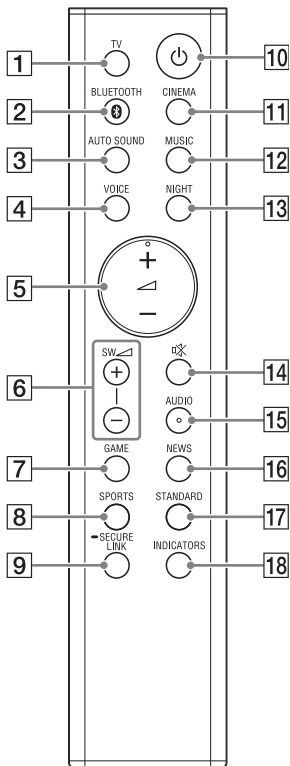 TV
1
10
BLUETOOTH
CINEMA
2
11
AUTO SOUND
MUSIC
3
12
VOICE
NIGHT
4
13
+
5
–
SW
6
+
–
14
AUDIO
15
GAME
NEWS
7
16
SPORTS
STANDARD
8
17
SECURE
LINK
INDICATORS
9
18